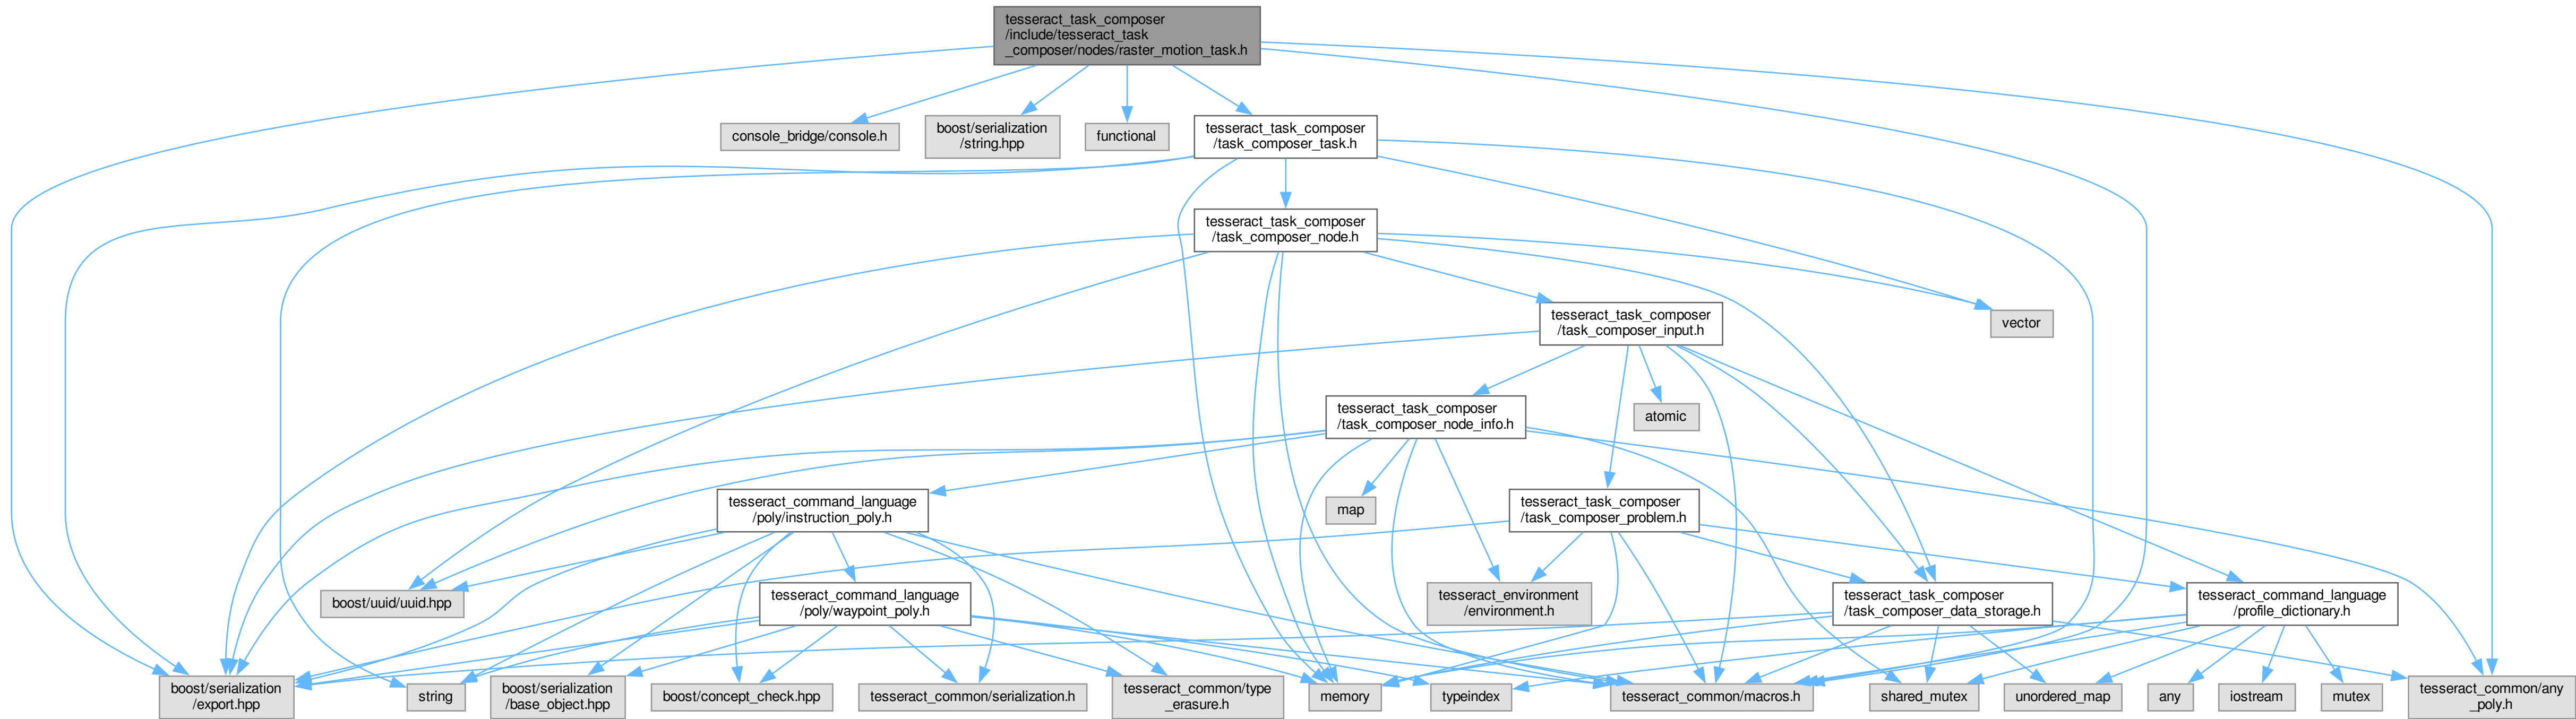 tesseract_task_composer
/include/tesseract_task
_composer/nodes/raster_motion_task.h
console_bridge/console.h
boost/serialization
/string.hpp
functional
tesseract_task_composer
/task_composer_task.h
tesseract_task_composer
/task_composer_node.h
tesseract_task_composer
/task_composer_input.h
vector
tesseract_task_composer
/task_composer_node_info.h
atomic
tesseract_command_language
/poly/instruction_poly.h
map
tesseract_task_composer
/task_composer_problem.h
boost/uuid/uuid.hpp
tesseract_command_language
/poly/waypoint_poly.h
tesseract_environment
/environment.h
tesseract_task_composer
/task_composer_data_storage.h
tesseract_command_language
/profile_dictionary.h
boost/serialization
/export.hpp
string
boost/serialization
/base_object.hpp
boost/concept_check.hpp
tesseract_common/serialization.h
tesseract_common/type
_erasure.h
memory
typeindex
tesseract_common/macros.h
shared_mutex
unordered_map
any
iostream
mutex
tesseract_common/any
_poly.h